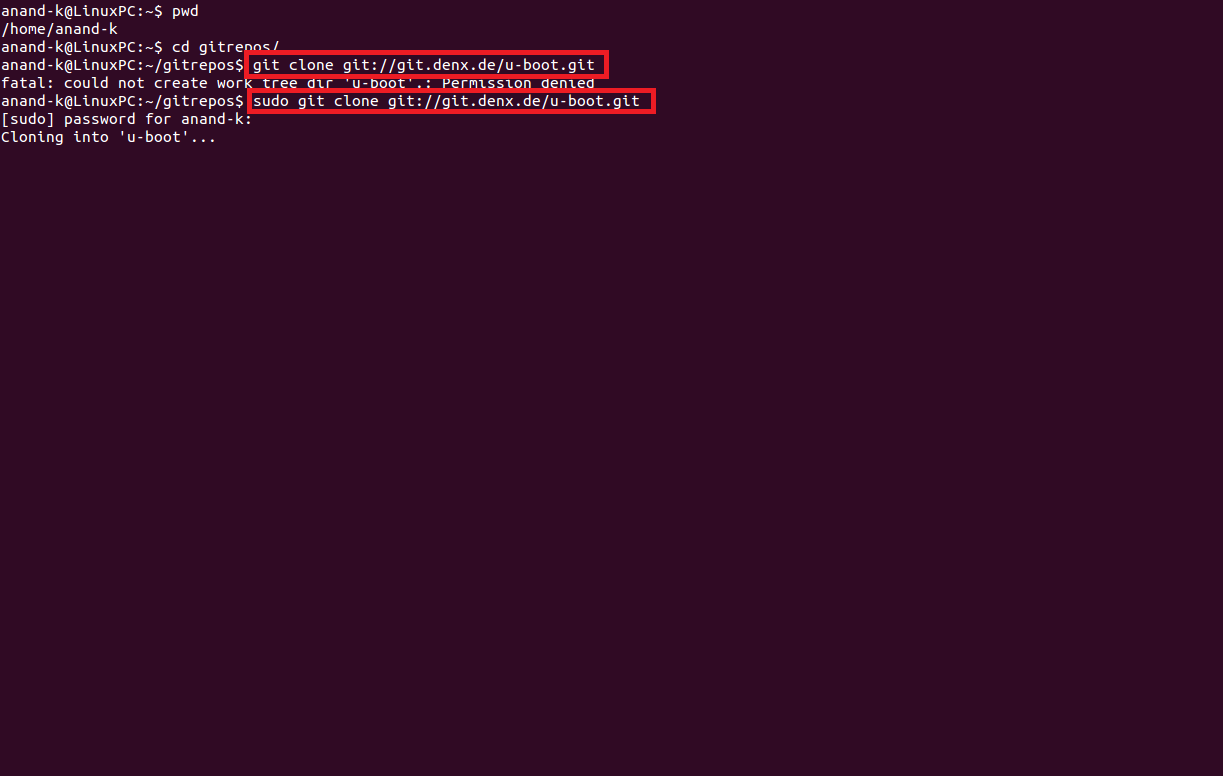 anand-k@LinuxPC:~$ pwd
/home/anand-k
anand-k@LinuxPC:~$ cd gitrepos/
anand-k@LinuxPC:~/gitrepos$ git clone git://git.denx.de/u-boot.git
fatal: could not create work tree dir 'u-boot'.: Permission denied
anand-k@LinuxPC:~/gitrepos$ sudo git clone git://git.denx.de/u-boot.git
[sudo] password for anand-k:
Cloning into 'u-boot'...